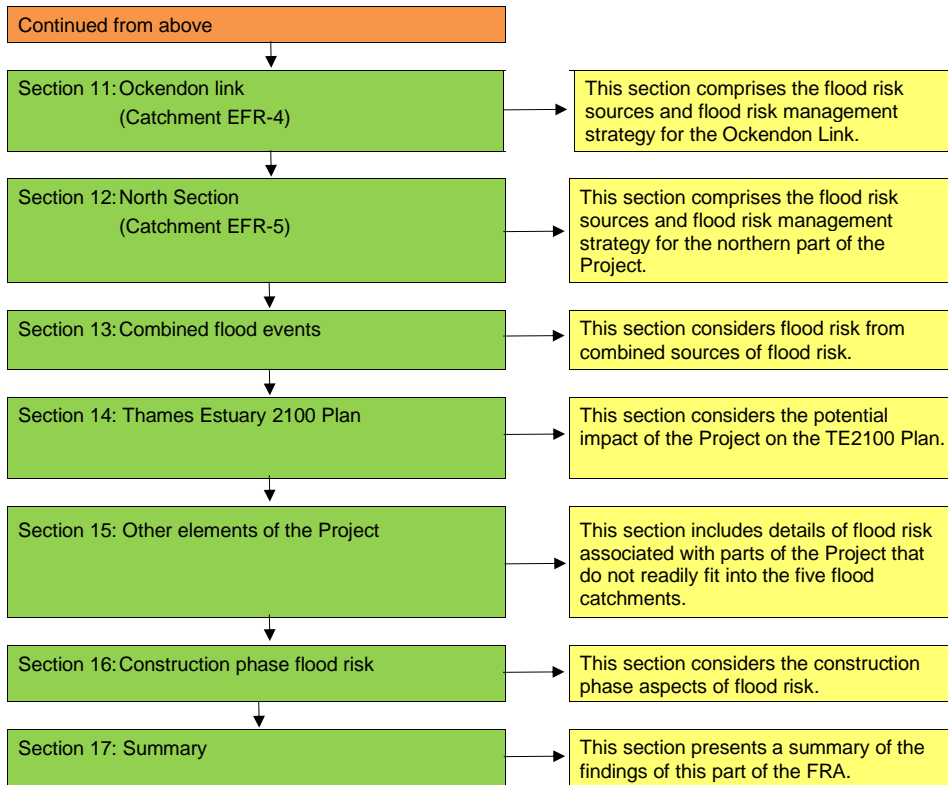 Continued from above
Section 11: Ockendon link
(Catchment EFR-4)
This section comprises the flood risk
sources and flood risk management
strategy for the Ockendon Link.
Section 12: North Section
(Catchment EFR-5)
This section comprises the flood risk
sources and flood risk management
strategy for the northern part of the
Project.
Section 13: Combined flood events
This section considers flood risk from
combined sources of flood risk.
Section 14: Thames Estuary 2100 Plan
This section considers the potential
impact of the Project on the TE2100 Plan.
Section 15: Other elements of the Project
This section includes details of flood risk
associated with parts of the Project that
do not readily fit into the five flood
catchments.
Section 16: Construction phase flood risk
This section considers the construction
phase aspects of flood risk.
Section 17: Summary
This section presents a summary of the
findings of this part of the FRA.